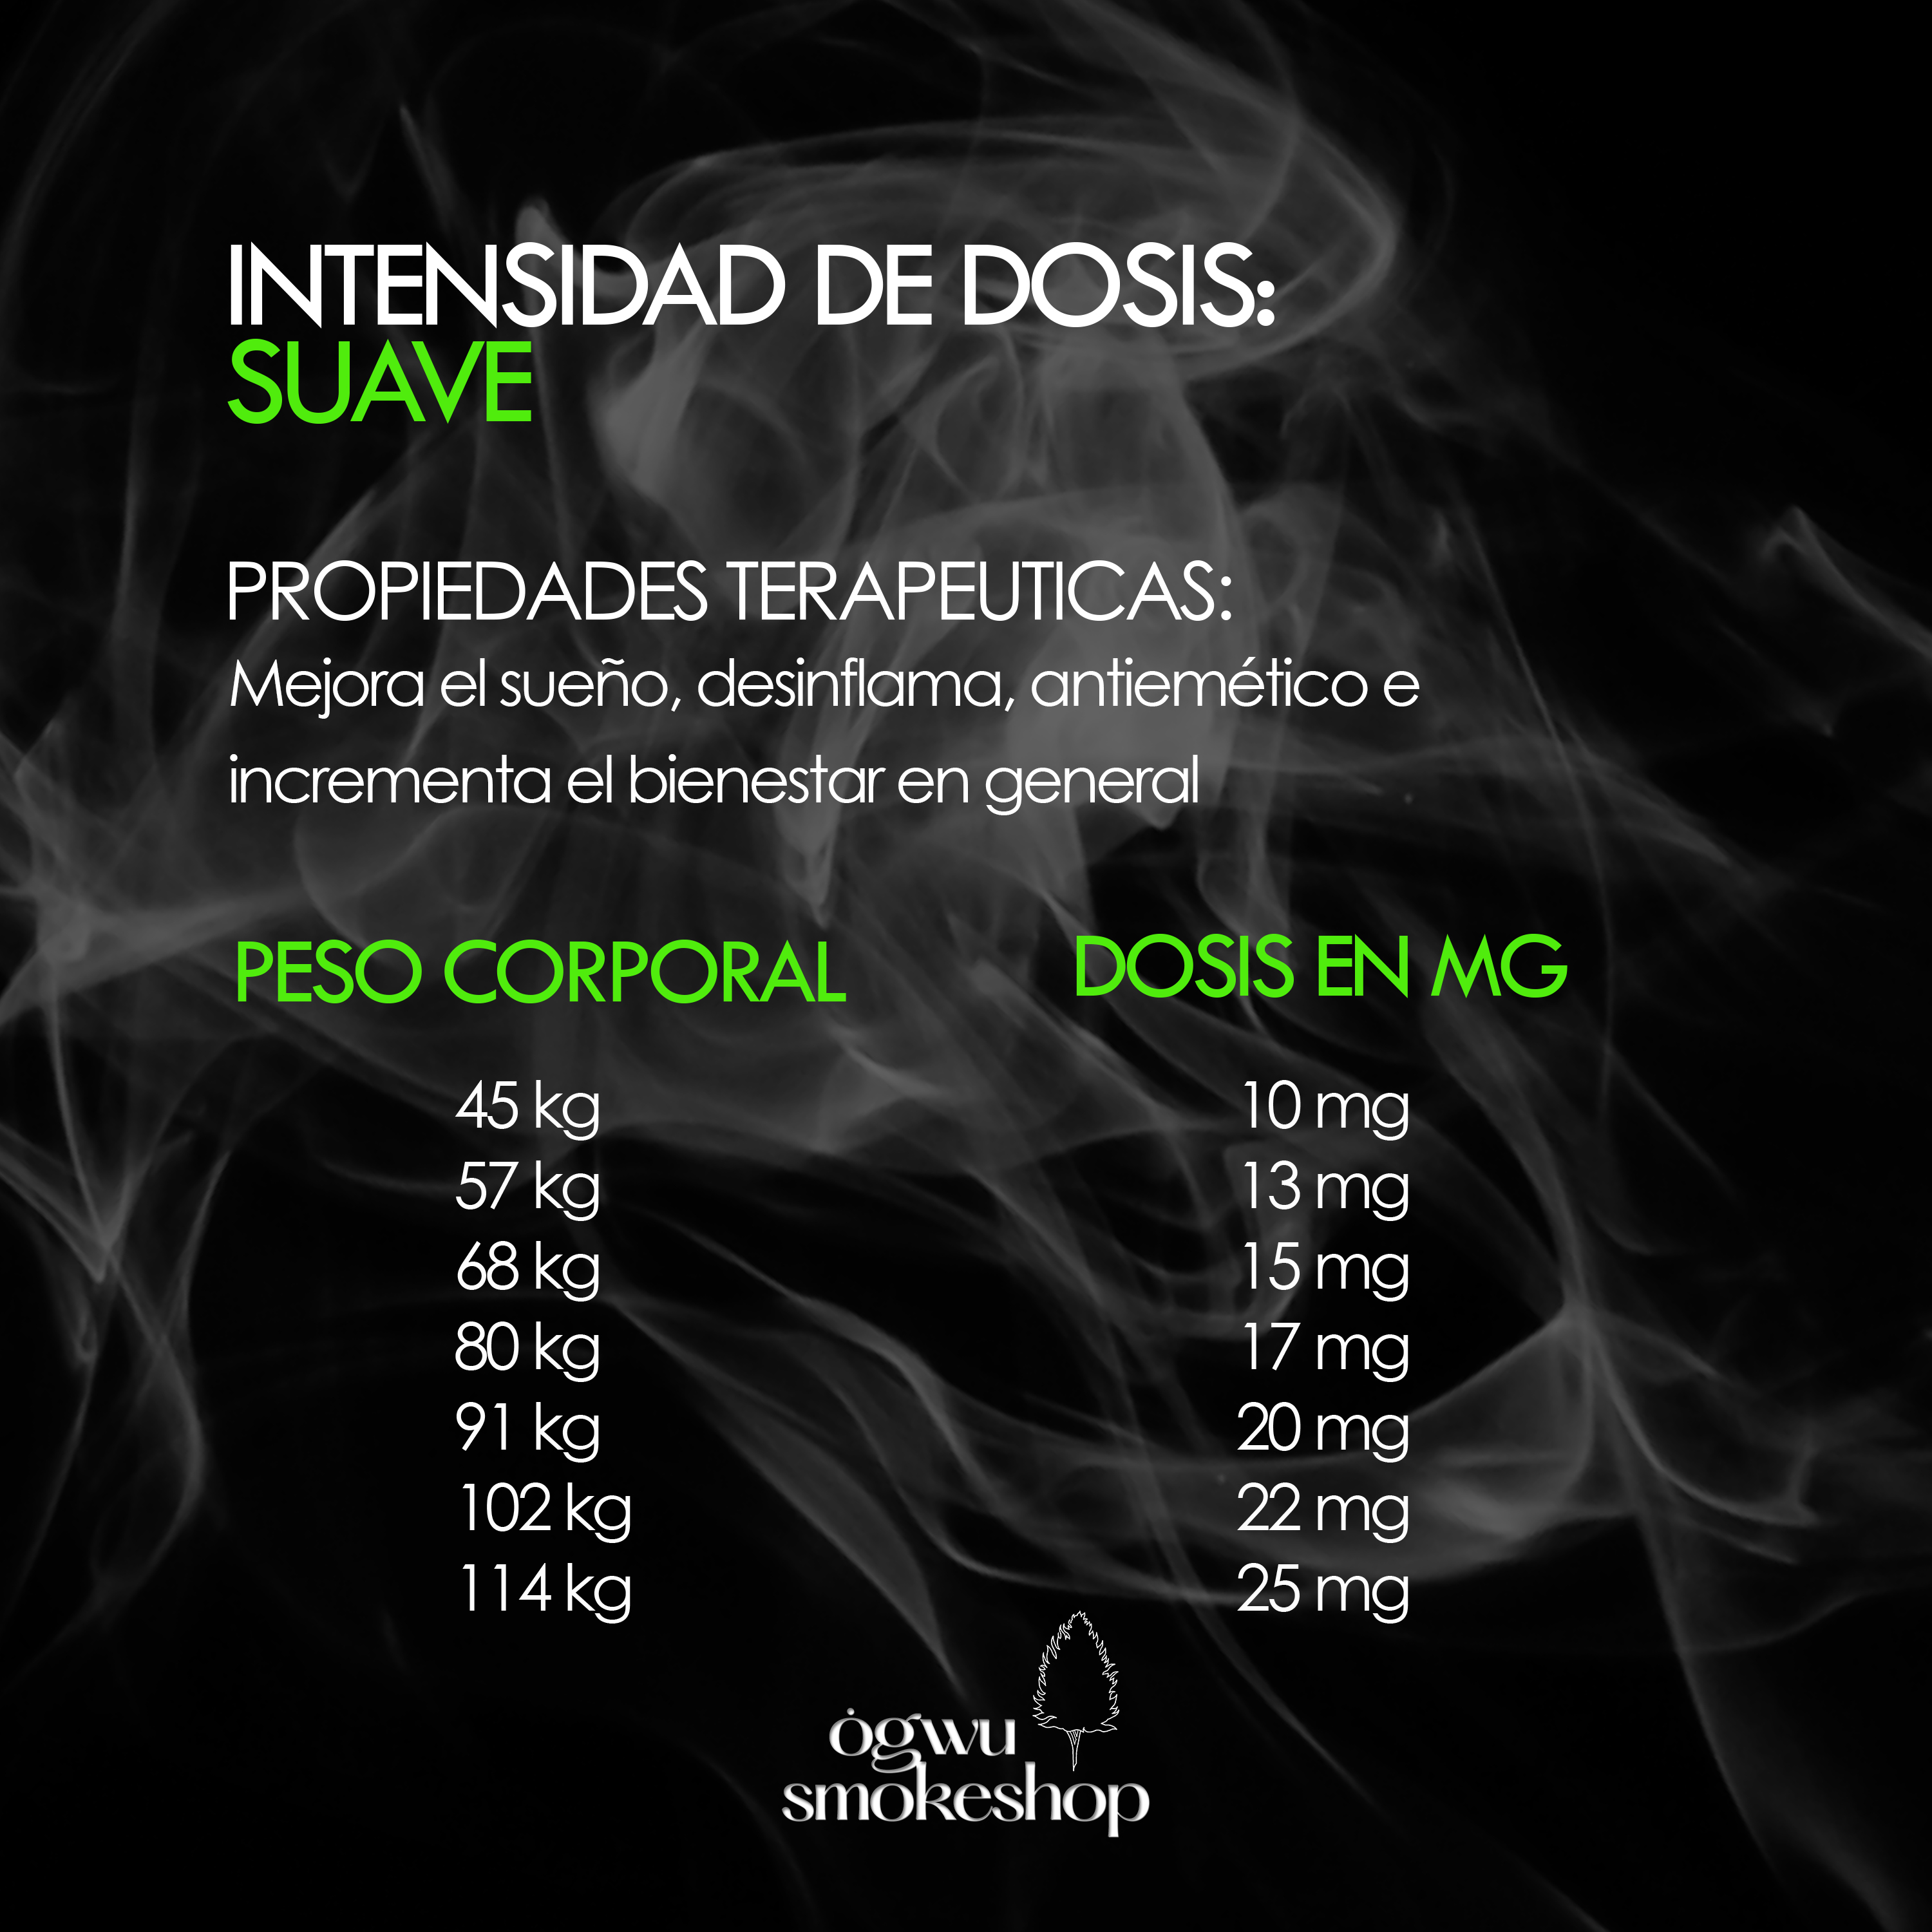 INTENSIDAD DE DOSIS:
SUAVE
PROPIEDADES TERAPEUTICAS:
Mejora el sueño, desinflama, antiemético e
incrementa el bienestar en general
PESO CORPORAL DOSIS EN MG
45 kg 10 mg
57 kg 13 mg
68 kg 15 mg
80 kg 17 mg
91 kg 20 mg
102 kg 22 mg
114 kg 25 mg
ȯgwu
smokeshop